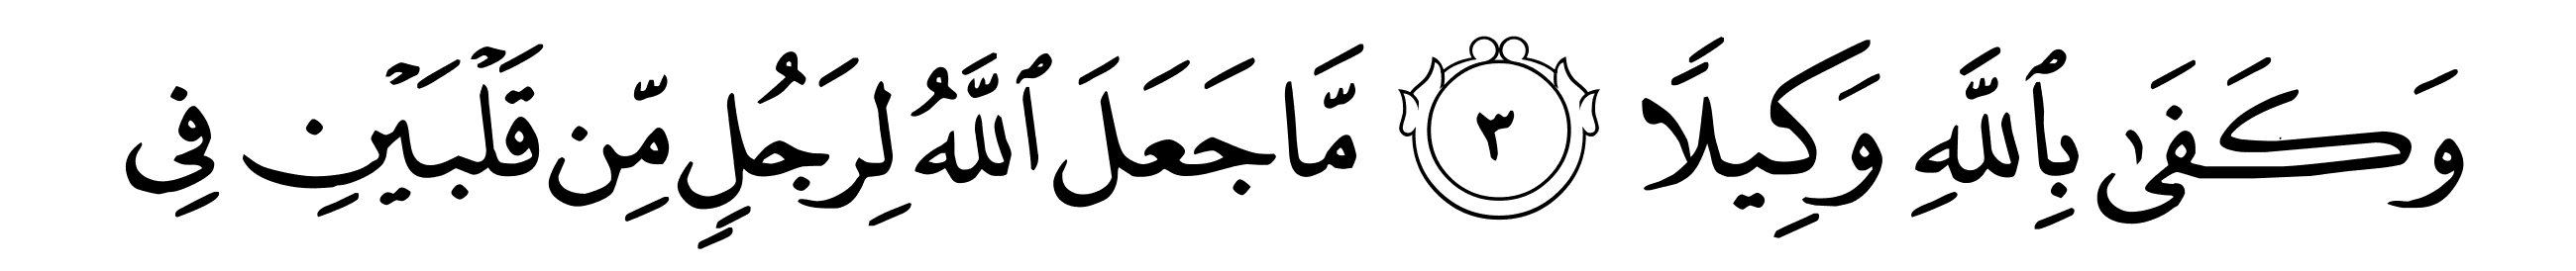 وَكَفَىٰ بِٱللَّهِ وَكِيلًا ٣ مَّا جَعَلَ ٱللَّهُ لِرَجُلٍ مِّن قَلْبَيْنِ فِى